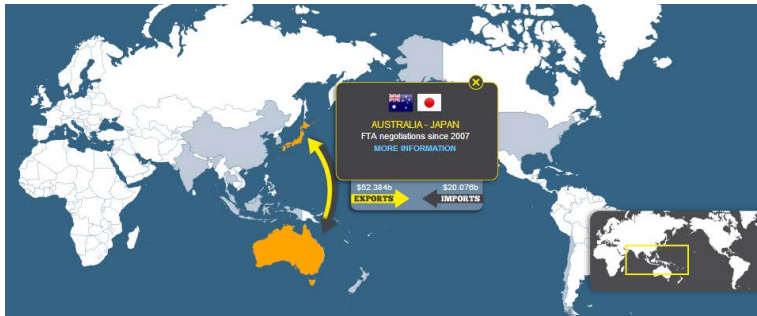 AUSTRALIA - JAPAN
FTA negotiations since 2007
MORE INFORMATION
$52.384b $20.076b
EXPORTS IMPORTS